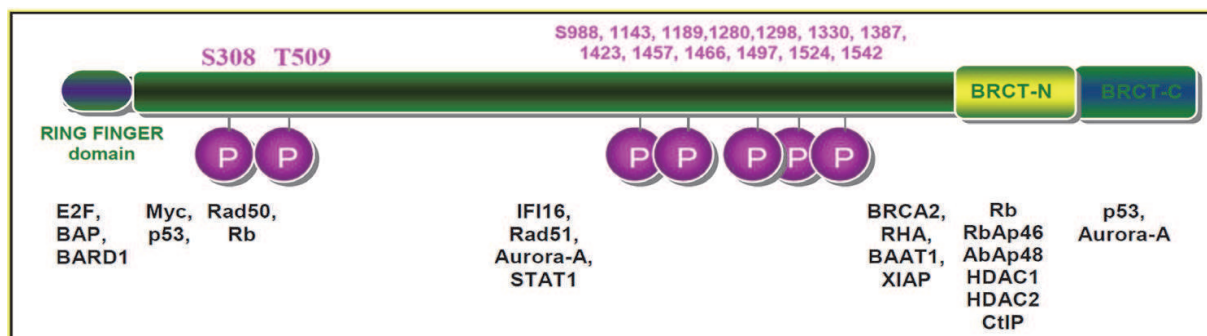 S988, 1143, 1189,1280,1298, 1330, 1387,
1423, 1457, 1466, 1497, 1524, 1542
S308 T509
BRCT-N
BRCT-C
RING FINGER
domain
P
P
P
P
P
P
P
E2F,
BAP,
BARD1
Myc,
p53,
Rad50,
Rb
IFI16,
Rad51,
Aurora-A,
STAT1
BRCA2,
RHA,
BAAT1,
XIAP
Rb
RbAp46
AbAp48
HDAC1
HDAC2
CtIP
p53,
Aurora-A